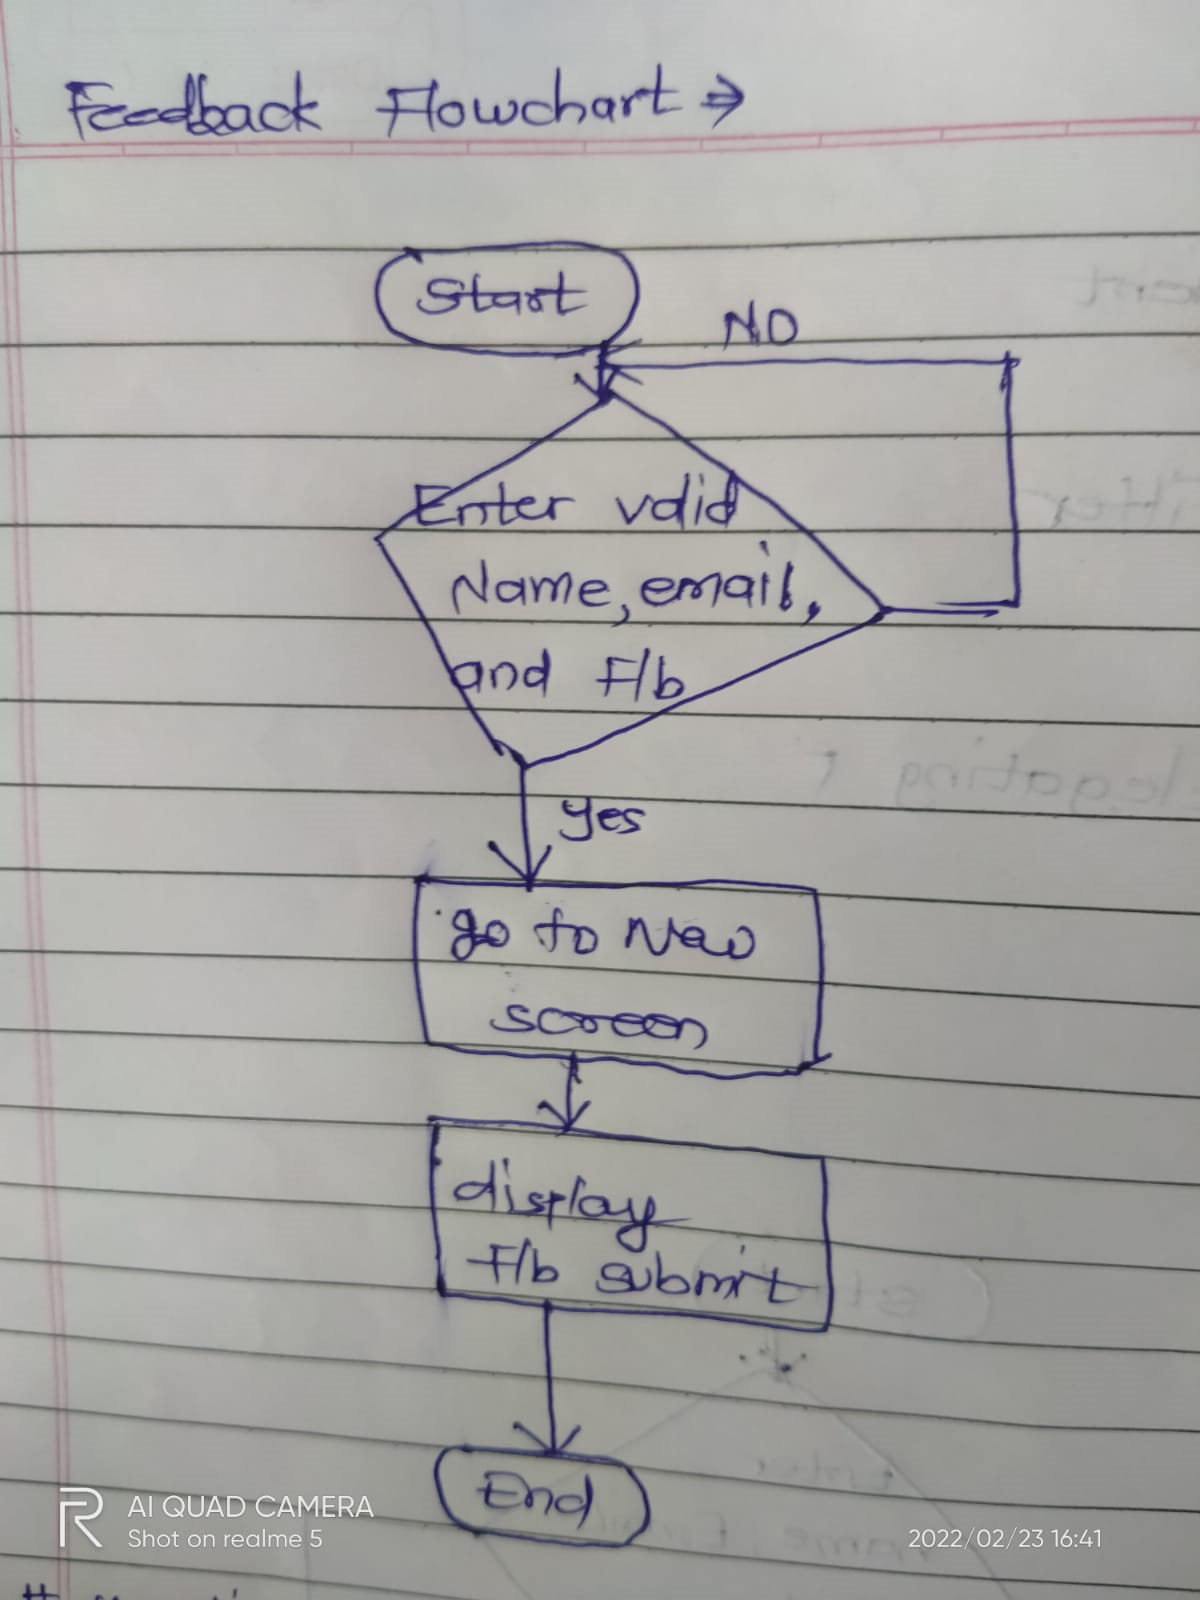 Feedback Flowchart →
Start
NO
Enter valid
Name, email,
and F/b
Yes
go to New
screen
display
F/b submit
End
AI QUAD CAMERA
Shot on realme 5
2022/02/23 16:41